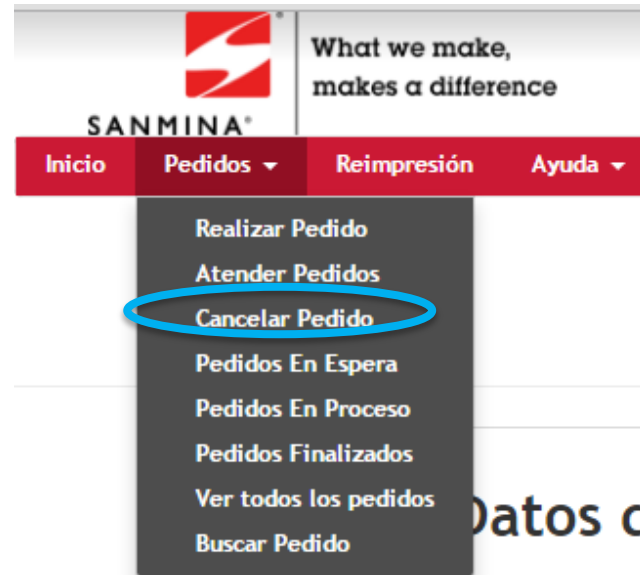 What we make,
makes a difference
SANMINA®
Inicio Pedidos Reimpresión Ayuda
Realizar Pedido
Atender Pedidos
Cancelar Pedido
Pedidos En Espera
Pedidos En Proceso
Pedidos Finalizados
Ver todos los pedidos
Buscar Pedido
Datos